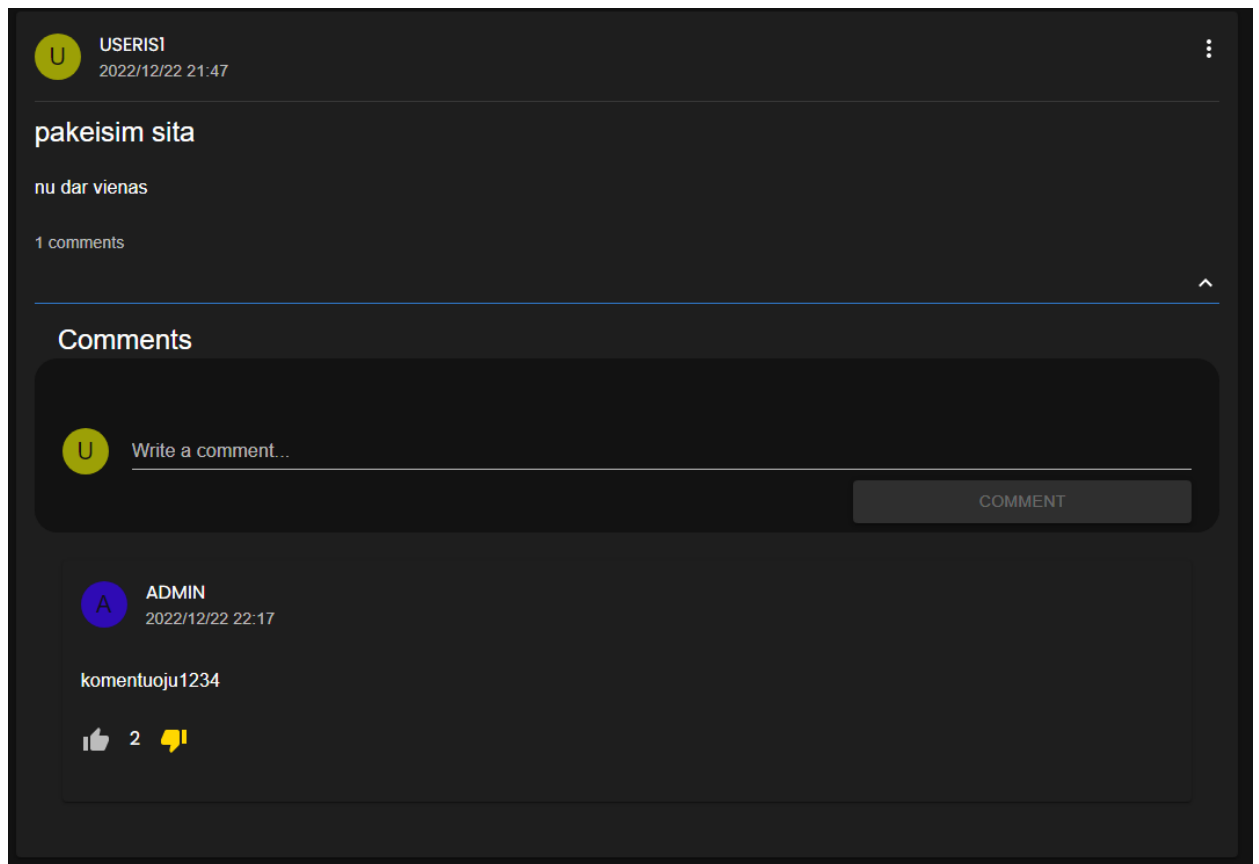 U
USERIS1
2022/12/22 21:47
pakeisim sita
nu dar vienas
1 comments
Comments
U
Write a comment...
COMMENT
A
ADMIN
2022/12/22 22:17
komentuoju1234
2